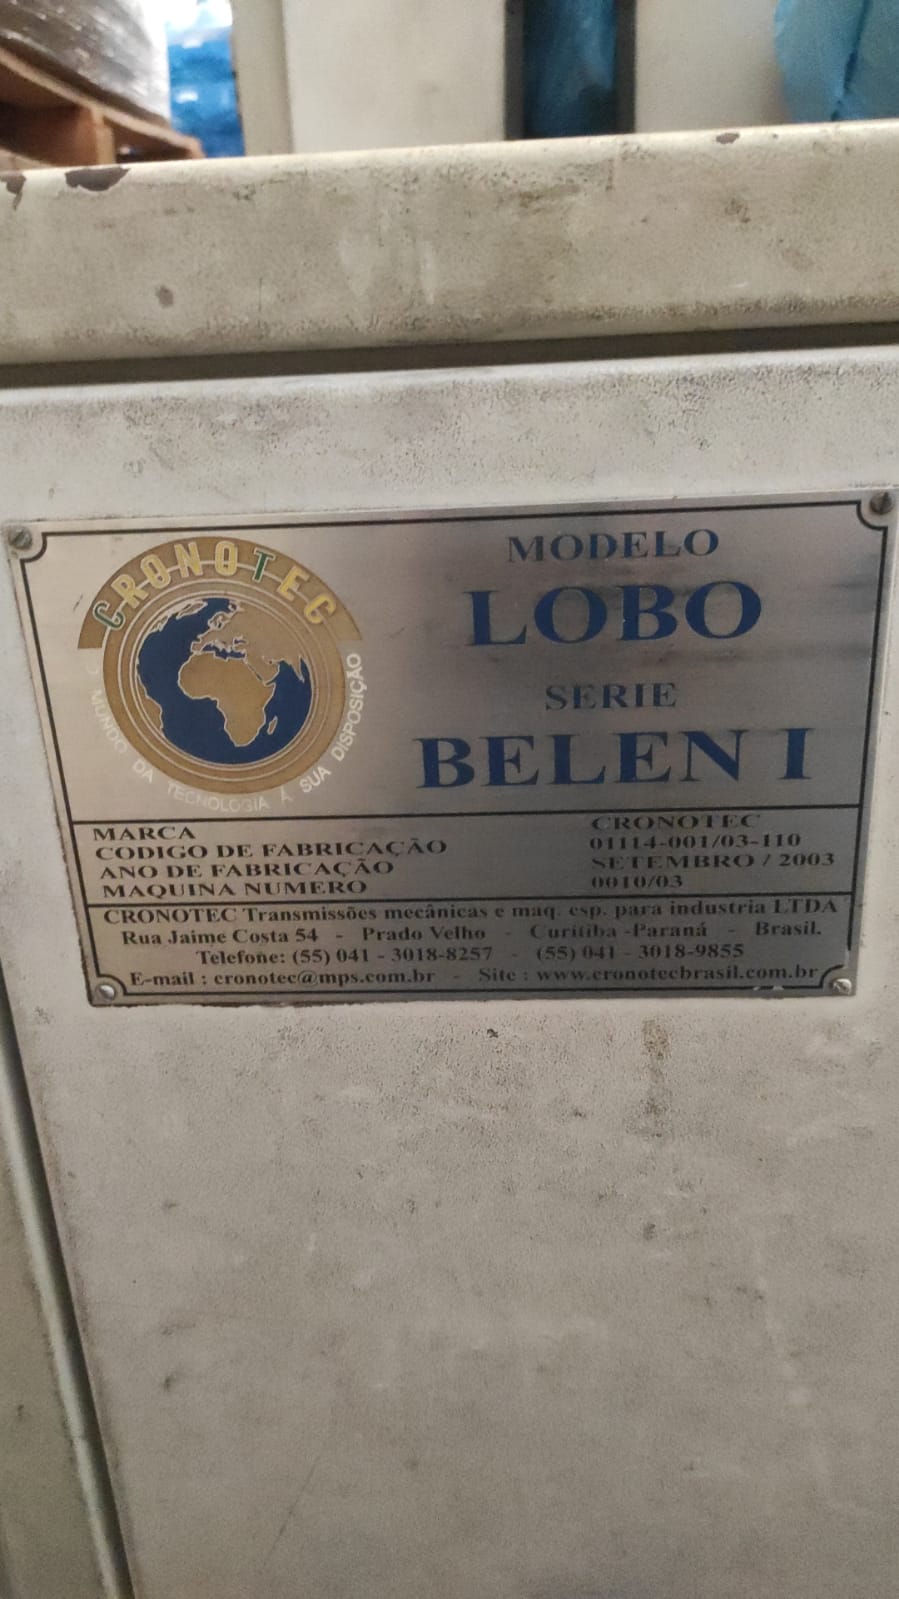 CRONOTEC
O MUNDO DA TECNOLOGIA À SUA DISPOSIÇÃO
MODELO
LOBO
SERIE
BELEN I
MARCA CRONOTEC
CODIGO DE FABRICAÇÃO 01114-001/03-110
ANO DE FABRICAÇÃO SETEMBRO / 2003
MAQUINA NUMERO 0010/03
CRONOTEC Transmissões mecânicas e maq. esp. para industria LTDA
Rua Jaime Costa 54 - Prado Velho - Curitiba -Paraná - Brasil.
Telefone: (55) 041 - 3018-8257 - (55) 041 - 3018-9855
E-mail : cronotec@mps.com.br - Site : www.cronotecbrasil.com.br